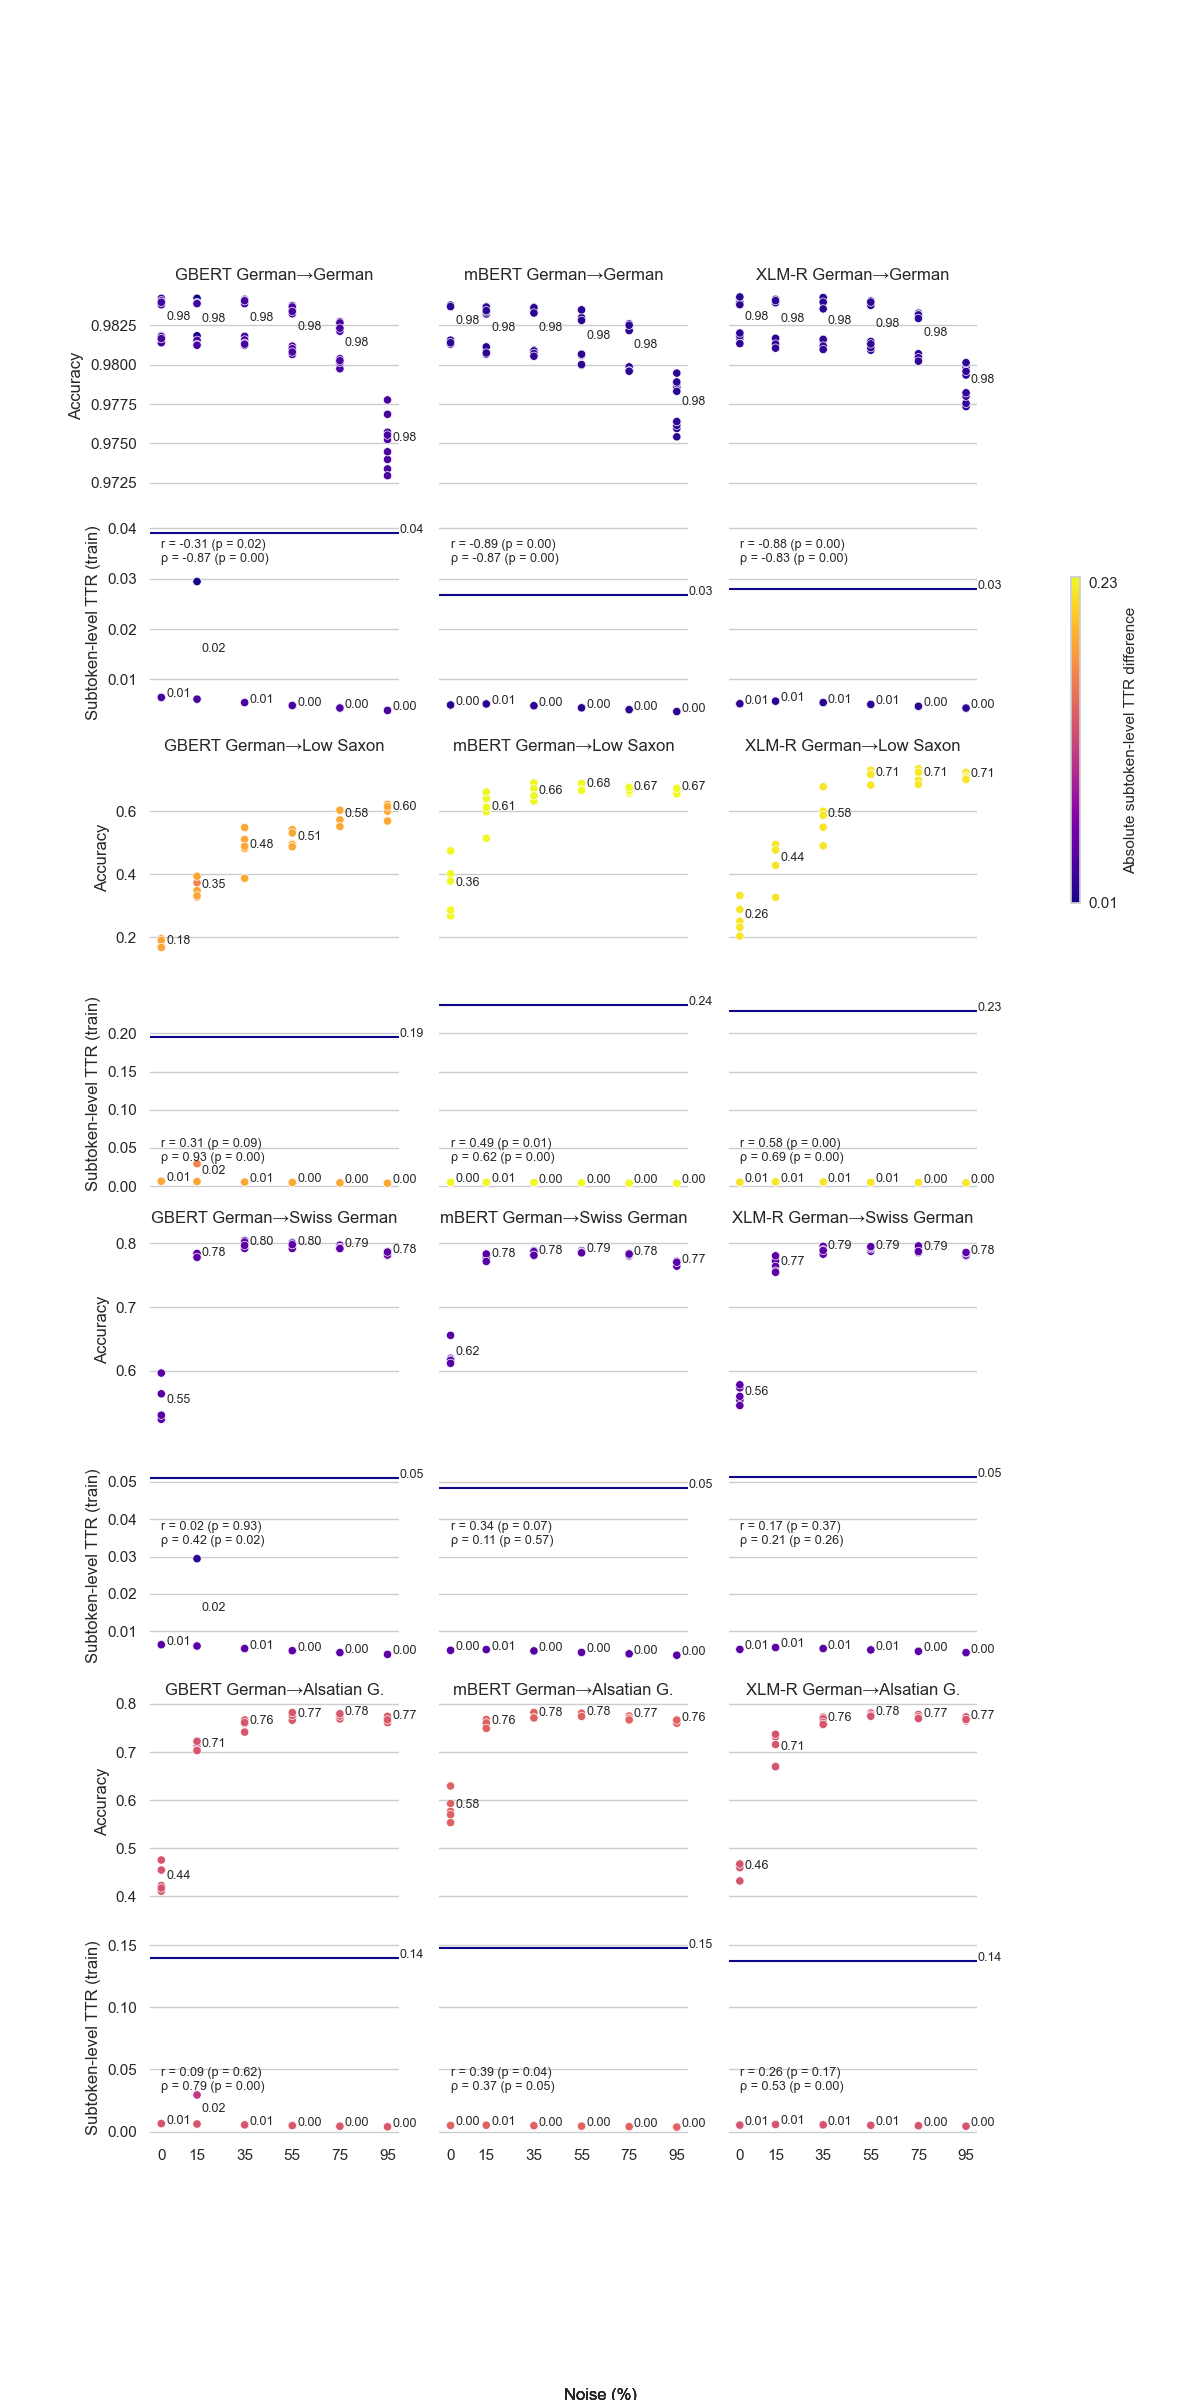 GBERT German→German
mBERT German→German
XLM-R German→German
Accuracy
0.9825
0.9800
0.9775
0.9750
0.9725
0.98 0.98 0.98 0.98 0.98 0.98
0.98 0.98 0.98 0.98 0.98 0.98
0.98 0.98 0.98 0.98 0.98 0.98
Subtoken-level TTR (train)
0.04
0.03
0.02
0.01
0.04
r = -0.31 (p = 0.02)
ρ = -0.87 (p = 0.00)
0.01 0.02 0.01 0.00 0.00 0.00
0.03
r = -0.89 (p = 0.00)
ρ = -0.87 (p = 0.00)
0.00 0.01 0.00 0.00 0.00 0.00
0.03
r = -0.88 (p = 0.00)
ρ = -0.83 (p = 0.00)
0.01 0.01 0.01 0.01 0.00 0.00
0.23
Absolute subtoken-level TTR difference
0.01
GBERT German→Low Saxon
mBERT German→Low Saxon
XLM-R German→Low Saxon
Accuracy
0.6
0.4
0.2
0.18 0.35 0.48 0.51 0.58 0.60
0.36 0.61 0.66 0.68 0.67 0.67
0.26 0.44 0.58 0.71 0.71 0.71
Subtoken-level TTR (train)
0.20
0.15
0.10
0.05
0.00
0.19
r = 0.31 (p = 0.09)
ρ = 0.93 (p = 0.00)
0.01 0.02 0.01 0.00 0.00 0.00
0.24
r = 0.49 (p = 0.01)
ρ = 0.62 (p = 0.00)
0.00 0.01 0.00 0.00 0.00 0.00
0.23
r = 0.58 (p = 0.00)
ρ = 0.69 (p = 0.00)
0.01 0.01 0.01 0.01 0.00 0.00
GBERT German→Swiss German
mBERT German→Swiss German
XLM-R German→Swiss German
Accuracy
0.8
0.7
0.6
0.55 0.78 0.80 0.80 0.79 0.78
0.62 0.78 0.78 0.79 0.78 0.77
0.56 0.77 0.79 0.79 0.79 0.78
Subtoken-level TTR (train)
0.05
0.04
0.03
0.02
0.01
0.05
r = 0.02 (p = 0.93)
ρ = 0.42 (p = 0.02)
0.01 0.02 0.01 0.00 0.00 0.00
0.05
r = 0.34 (p = 0.07)
ρ = 0.11 (p = 0.57)
0.00 0.01 0.00 0.00 0.00 0.00
0.05
r = 0.17 (p = 0.37)
ρ = 0.21 (p = 0.26)
0.01 0.01 0.01 0.01 0.00 0.00
GBERT German→Alsatian G.
mBERT German→Alsatian G.
XLM-R German→Alsatian G.
Accuracy
0.8
0.7
0.6
0.5
0.4
0.44 0.71 0.76 0.77 0.78 0.77
0.58 0.76 0.78 0.78 0.77 0.76
0.46 0.71 0.76 0.78 0.77 0.77
Subtoken-level TTR (train)
0.15
0.10
0.05
0.00
0.14
r = 0.09 (p = 0.62)
ρ = 0.79 (p = 0.00)
0.01 0.02 0.01 0.00 0.00 0.00
0.15
r = 0.39 (p = 0.04)
ρ = 0.37 (p = 0.05)
0.00 0.01 0.00 0.00 0.00 0.00
0.14
r = 0.26 (p = 0.17)
ρ = 0.53 (p = 0.00)
0.01 0.01 0.01 0.01 0.00 0.00
0 15 35 55 75 95
0 15 35 55 75 95
0 15 35 55 75 95
Noise (%)